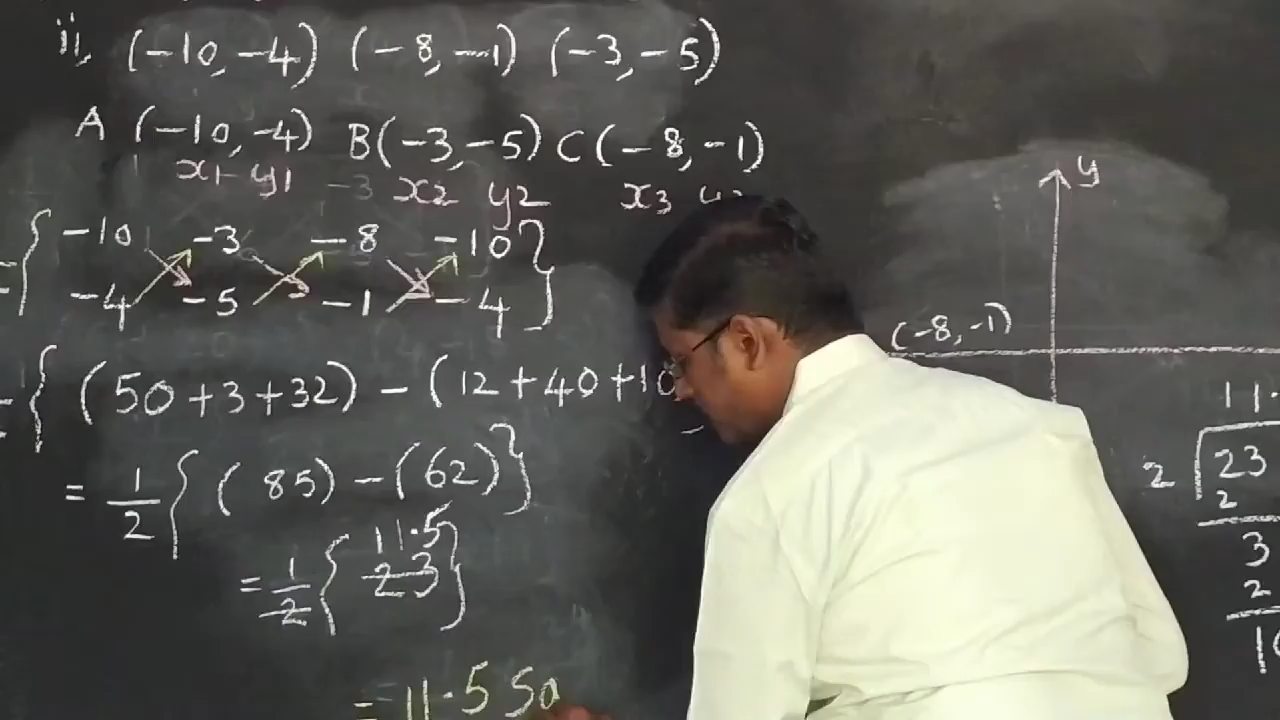 ii, (-10, -4) (-8, -1) (-3, -5)
A (-10, -4) B(-3, -5) C(-8, -1)
x1 y1 x2 y2 x3
= { -10 -3 -8 -10 }
-4 -5 -1 -4
{ (50+3+32) - (12+40+10
= 1/2 { (85) - (62) }
11.5
= 1/2 { 23 }
= 11.5 Sq
y
(-8, -1)
11.
2 23
2
3
2
10